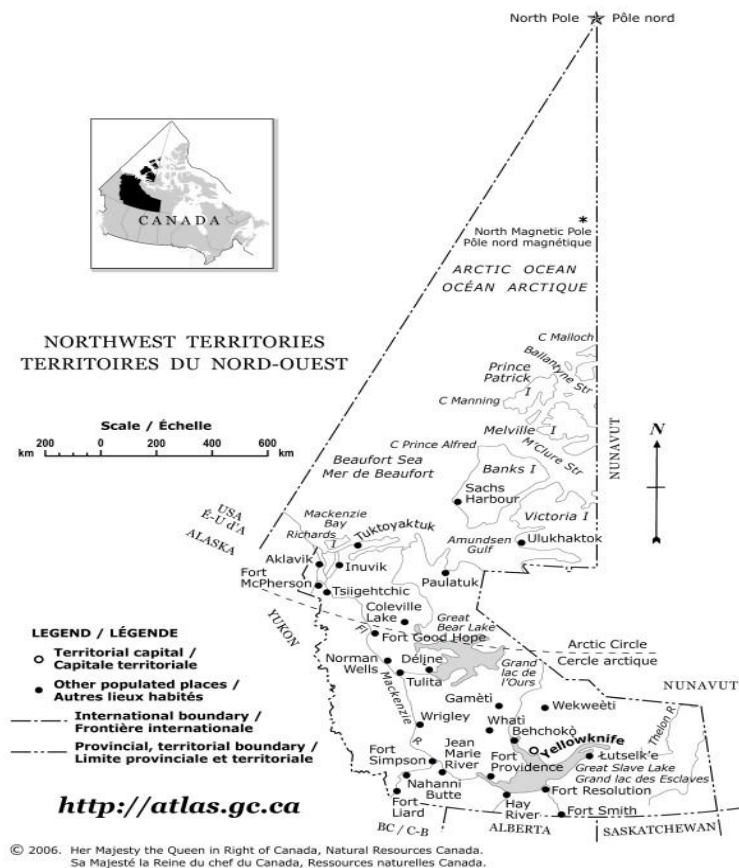 North Pole Pôle nord
CANADA
North Magnetic Pole
Pôle nord magnétique
ARCTIC OCEAN
OCÉAN ARCTIQUE
NORTHWEST TERRITORIES
TERRITOIRES DU NORD-OUEST
C Malloch
Ballantyne Str
Prince
Patrick
I
C Manning
Melville I
M'Clure Str
NUNAVUT
N
Scale / Échelle
km 200 0 200 400 600 km
C Prince Alfred
Beaufort Sea
Mer de Beaufort
Banks I
Sachs
Harbour
Victoria I
USA
É-U d'A
ALASKA
Mackenzie
Bay
Richards I
Tuktoyaktuk
Amundsen
Gulf
Ulukhaktok
Aklavik
Inuvik
Fort
McPherson
Tsiigehtchic
Paulatuk
YUKON
Coleville
Lake
Great
Bear Lake
Fort Good Hope
Arctic Circle
Cercle arctique
LEGEND / LÉGENDE
Territorial capital /
Capitale territoriale
Other populated places /
Autres lieux habités
International boundary /
Frontière internationale
Provincial, territorial boundary /
Limite provinciale et territoriale
Norman
Wells
Déljne
Tulita
Grand
lac de
l'Ours
Mackenzie R
Fl
NUNAVUT
Gamèti
Wekweèti
Wrigley
Whatì
Behchokò
Yellowknife
Thelon R
Fort
Simpson
Jean
Marie
River
Fort
Providence
Łutselk'e
Great Slave Lake
Grand lac des Esclaves
Nahanni
Butte
Fort Resolution
Fort
Liard
Hay
River
Fort Smith
BC / C-B
ALBERTA
SASKATCHEWAN
http://atlas.gc.ca
© 2006. Her Majesty the Queen in Right of Canada, Natural Resources Canada.
Sa Majesté la Reine du chef du Canada, Ressources naturelles Canada.